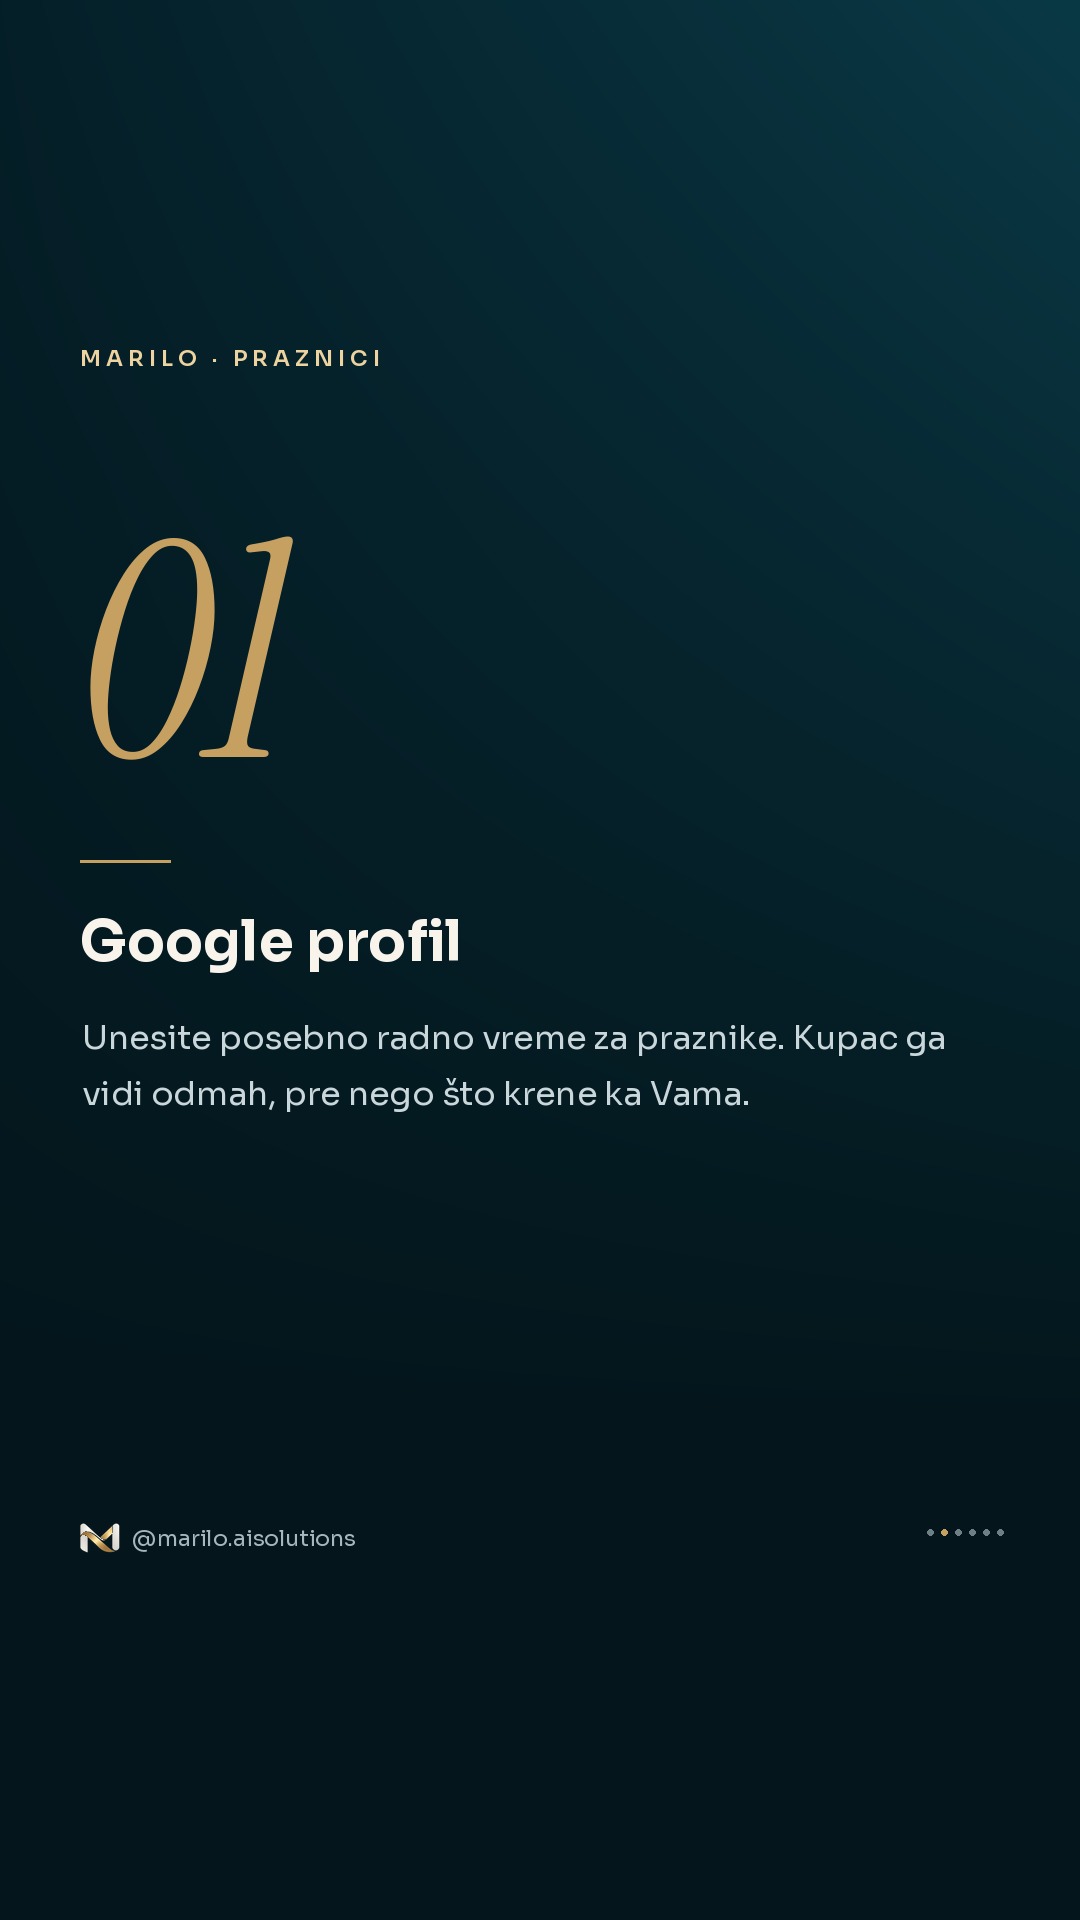 MARILO · PRAZNICI
01
Google profil
Unesite posebno radno vreme za praznike. Kupac ga
vidi odmah, pre nego što krene ka Vama.
@marilo.aisolutions